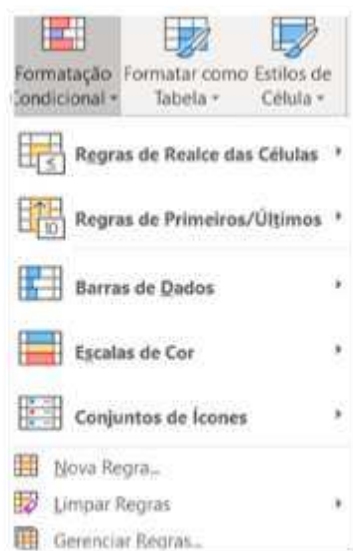 Formatação Formatar como Estilos de
Condicional Tabela Célula
Regras de Realce das Células
Regras de Primeiros/Últimos
10
Barras de Dados
Escalas de Cor
Conjuntos de Ícones
Nova Regra...
Limpar Regras
Gerenciar Regras...